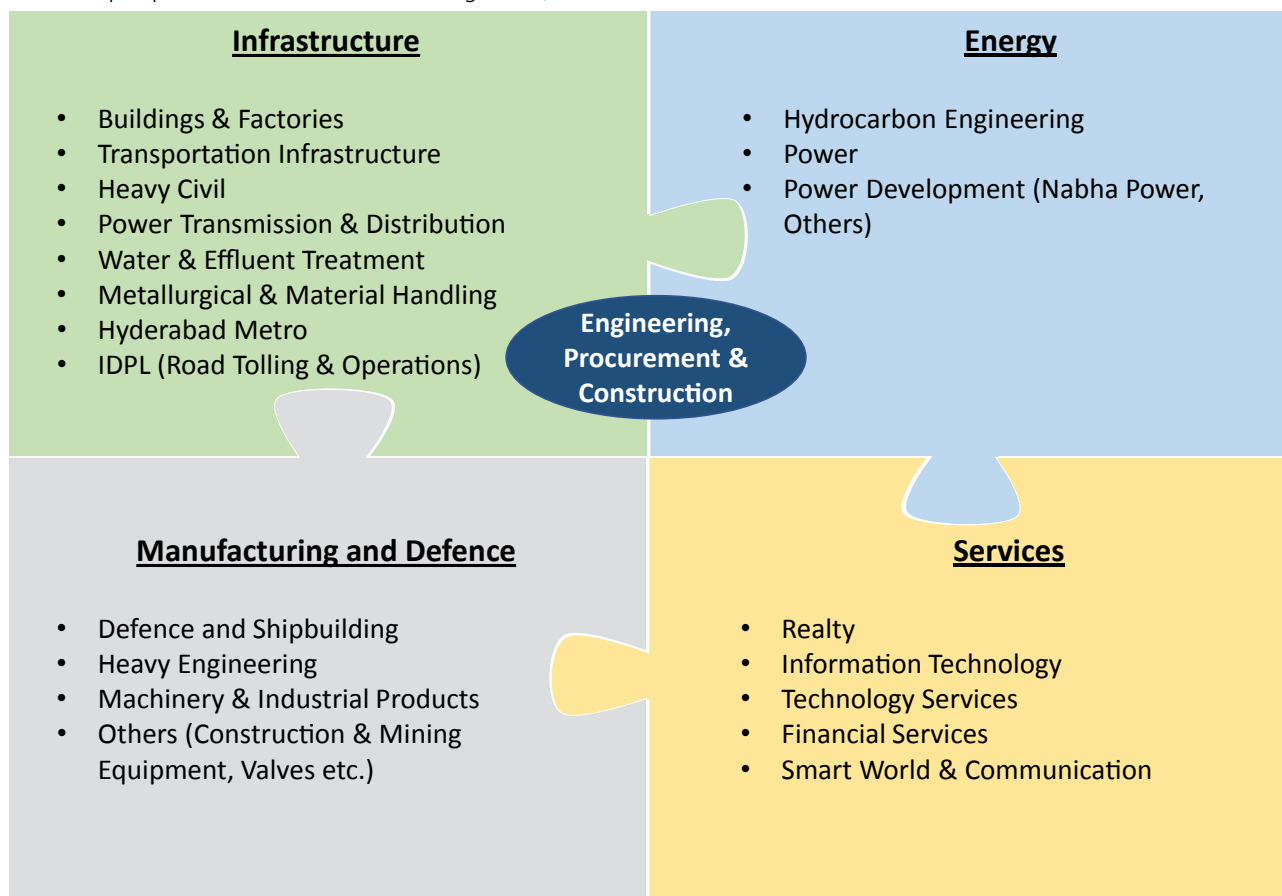 Infrastructure
• Buildings & Factories
• Transportation Infrastructure
• Heavy Civil
• Power Transmission & Distribution
• Water & Effluent Treatment
• Metallurgical & Material Handling
• Hyderabad Metro
• IDPL (Road Tolling & Operations)
Energy
• Hydrocarbon Engineering
• Power
• Power Development (Nabha Power,
Others)
Engineering,
Procurement &
Construction
Manufacturing and Defence
• Defence and Shipbuilding
• Heavy Engineering
• Machinery & Industrial Products
• Others (Construction & Mining
Equipment, Valves etc.)
Services
• Realty
• Information Technology
• Technology Services
• Financial Services
• Smart World & Communication